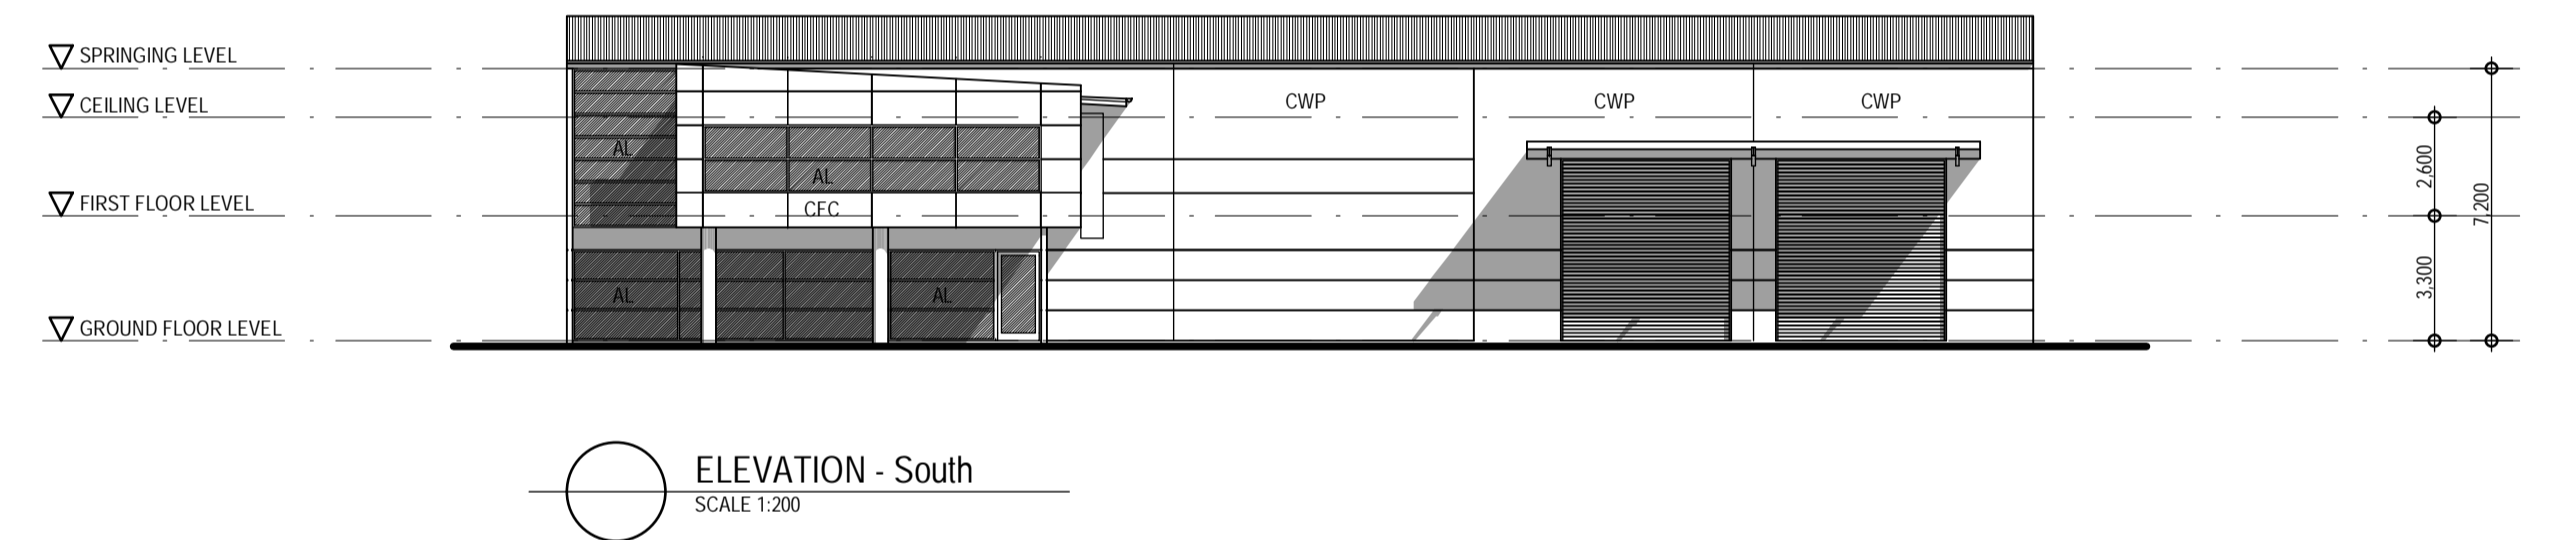 SPRINGING LEVEL
CEILING LEVEL
CWP
CWP
CWP
AL
AL
2,600
FIRST FLOOR LEVEL
CFC
7,200
3,300
AL
AL
GROUND FLOOR LEVEL
ELEVATION - South
SCALE 1:200